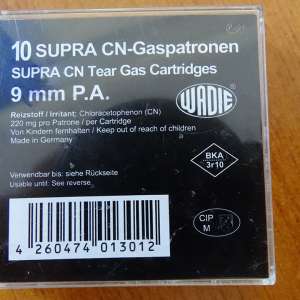 10 SUPRA CN-Gaspatronen
SUPRA CN Tear Gas Cartridges
9 mm P.A.
WADIE
Reizstoff / Irritant: Chloracetophenon (CN)
220 mg pro Patrone / per Cartridge
Von Kindern fernhalten / Keep out of reach of children
Made in Germany
BKA
3r10
Verwendbar bis: siehe Rückseite
Usable until: See reverse
CIP
M
4 260474 013012